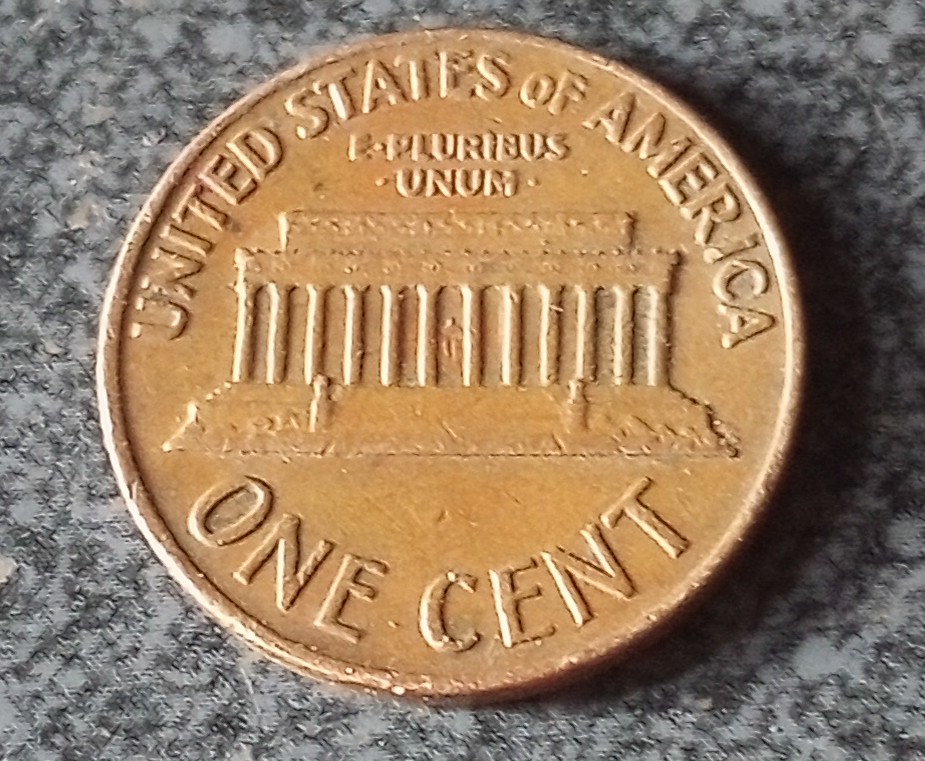 UNITED STATES oF AMERICA
E·PLURIBUS
·UNUM·
ONE CENT